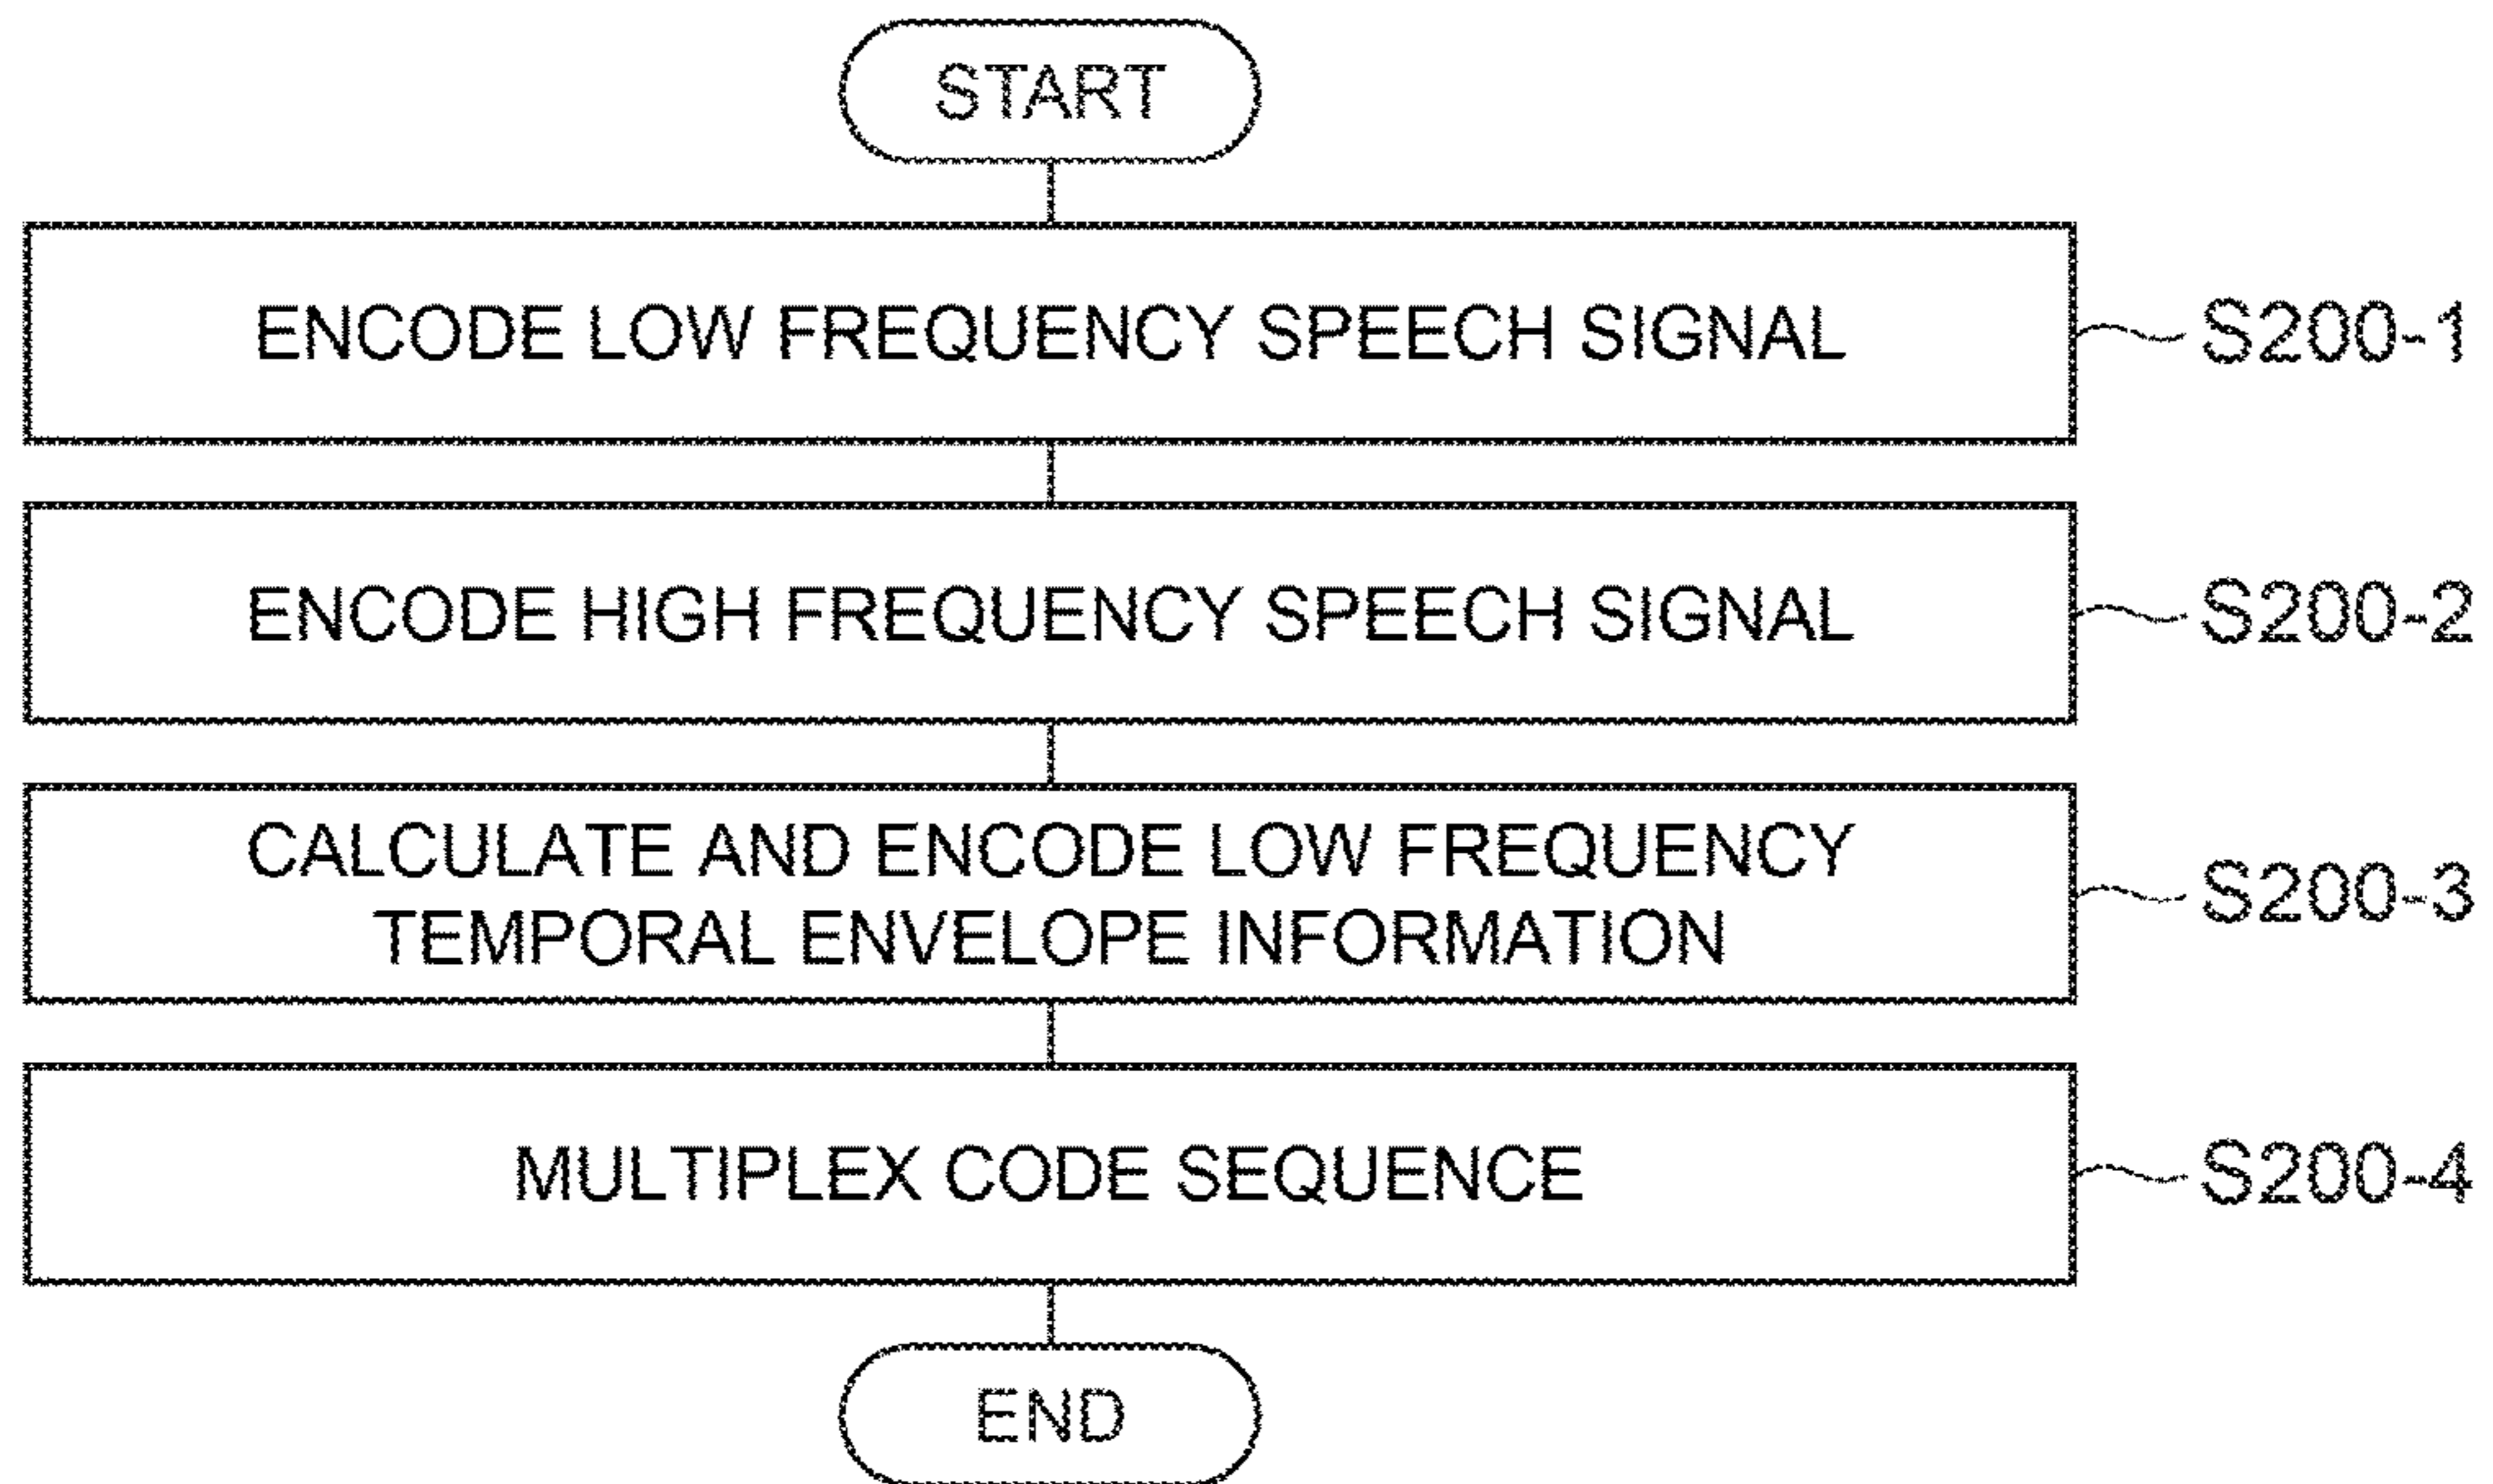 START
ENCODE LOW FREQUENCY SPEECH SIGNAL
S200-1
ENCODE HIGH FREQUENCY SPEECH SIGNAL
S200-2
CALCULATE AND ENCODE LOW FREQUENCY
TEMPORAL ENVELOPE INFORMATION
S200-3
MULTIPLEX CODE SEQUENCE
S200-4
END